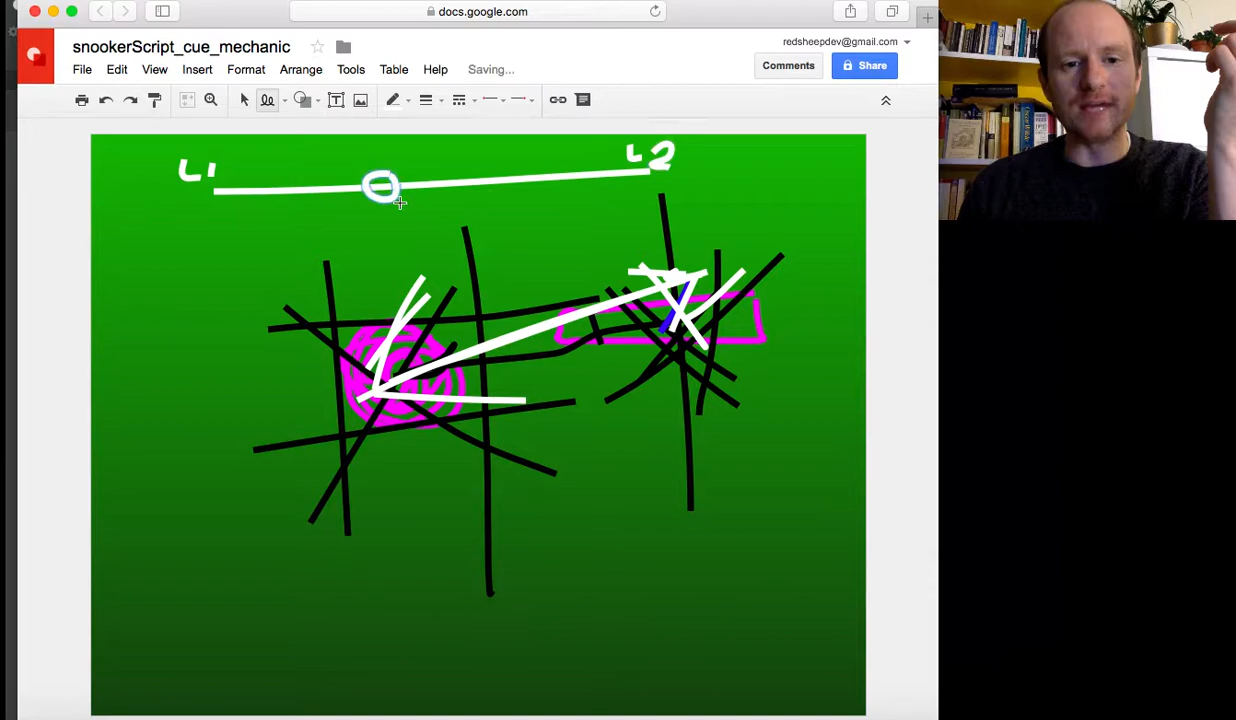 docs.google.com
snookerScript_cue_mechanic
redsheepdev@gmail.com
File Edit View Insert Format Arrange Tools Table Help Saving...
Comments Share
L1 L2